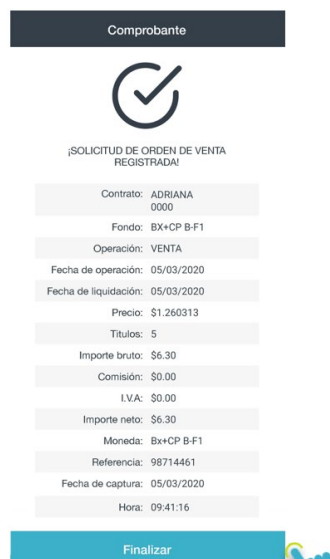 Comprobante
¡SOLICITUD DE ORDEN DE VENTA
REGISTRADA!
Contrato: ADRIANA
0000
Fondo: BX+CP B-F1
Operación: VENTA
Fecha de operación: 05/03/2020
Fecha de liquidación: 05/03/2020
Precio: $1.260313
Titulos: 5
Importe bruto: $6.30
Comisión: $0.00
I.V.A: $0.00
Importe neto: $6.30
Moneda: Bx+CP B-F1
Referencia: 98714461
Fecha de captura: 05/03/2020
Hora: 09:41:16
Finalizar